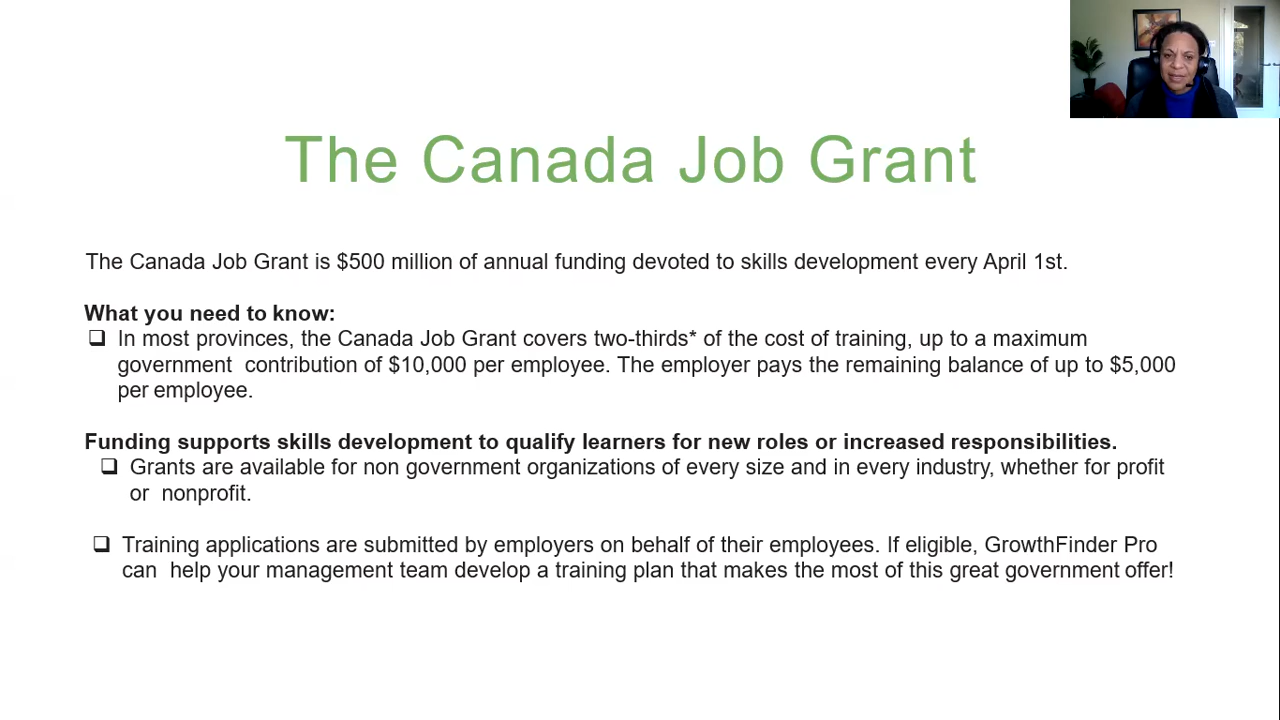 The Canada Job Grant
The Canada Job Grant is $500 million of annual funding devoted to skills development every April 1st.
What you need to know:
❑ In most provinces, the Canada Job Grant covers two-thirds* of the cost of training, up to a maximum
government contribution of $10,000 per employee. The employer pays the remaining balance of up to $5,000
per employee.
Funding supports skills development to qualify learners for new roles or increased responsibilities.
❑ Grants are available for non government organizations of every size and in every industry, whether for profit
or nonprofit.
❑ Training applications are submitted by employers on behalf of their employees. If eligible, GrowthFinder Pro
can help your management team develop a training plan that makes the most of this great government offer!